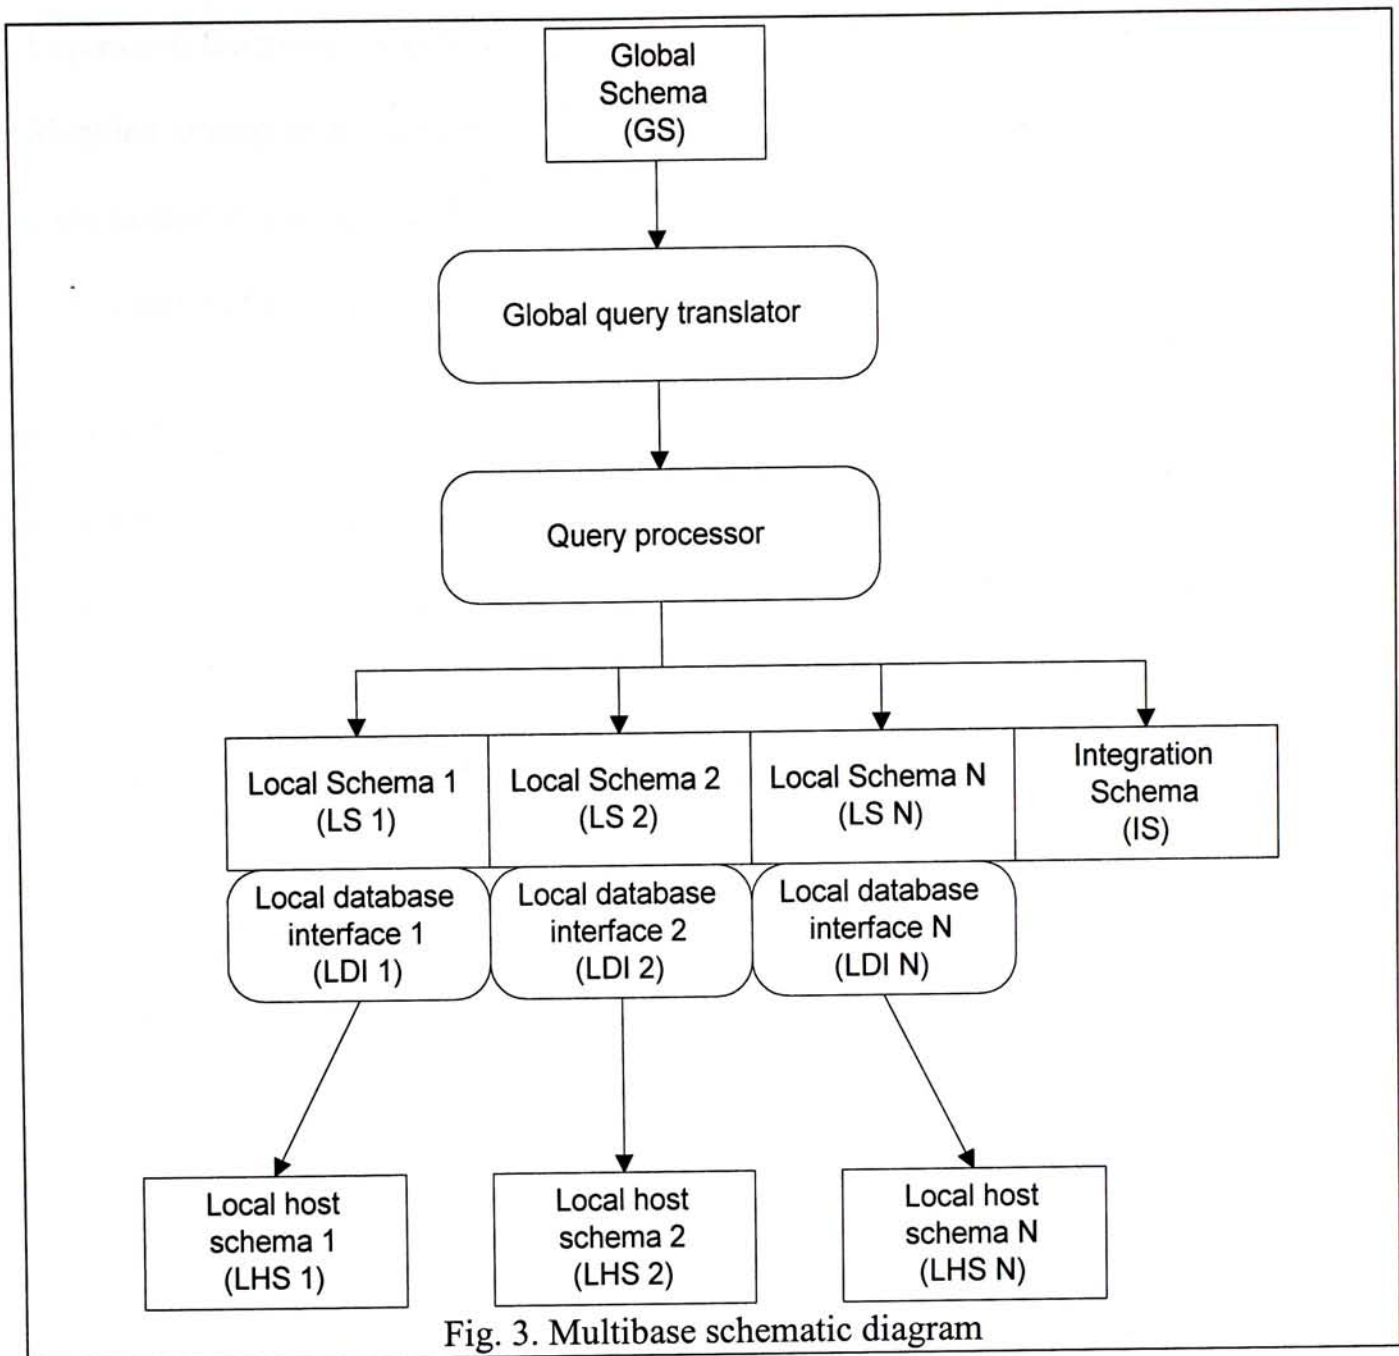 Global
Schema
(GS)
Global query translator
Query processor
Local Schema 1
(LS 1)
Local Schema 2
(LS 2)
Local Schema N
(LS N)
Integration
Schema
(IS)
Local database
interface 1
(LDI 1)
Local database
interface 2
(LDI 2)
Local database
interface N
(LDI N)
Local host
schema 1
(LHS 1)
Local host
schema 2
(LHS 2)
Local host
schema N
(LHS N)
Fig. 3. Multibase schematic diagram